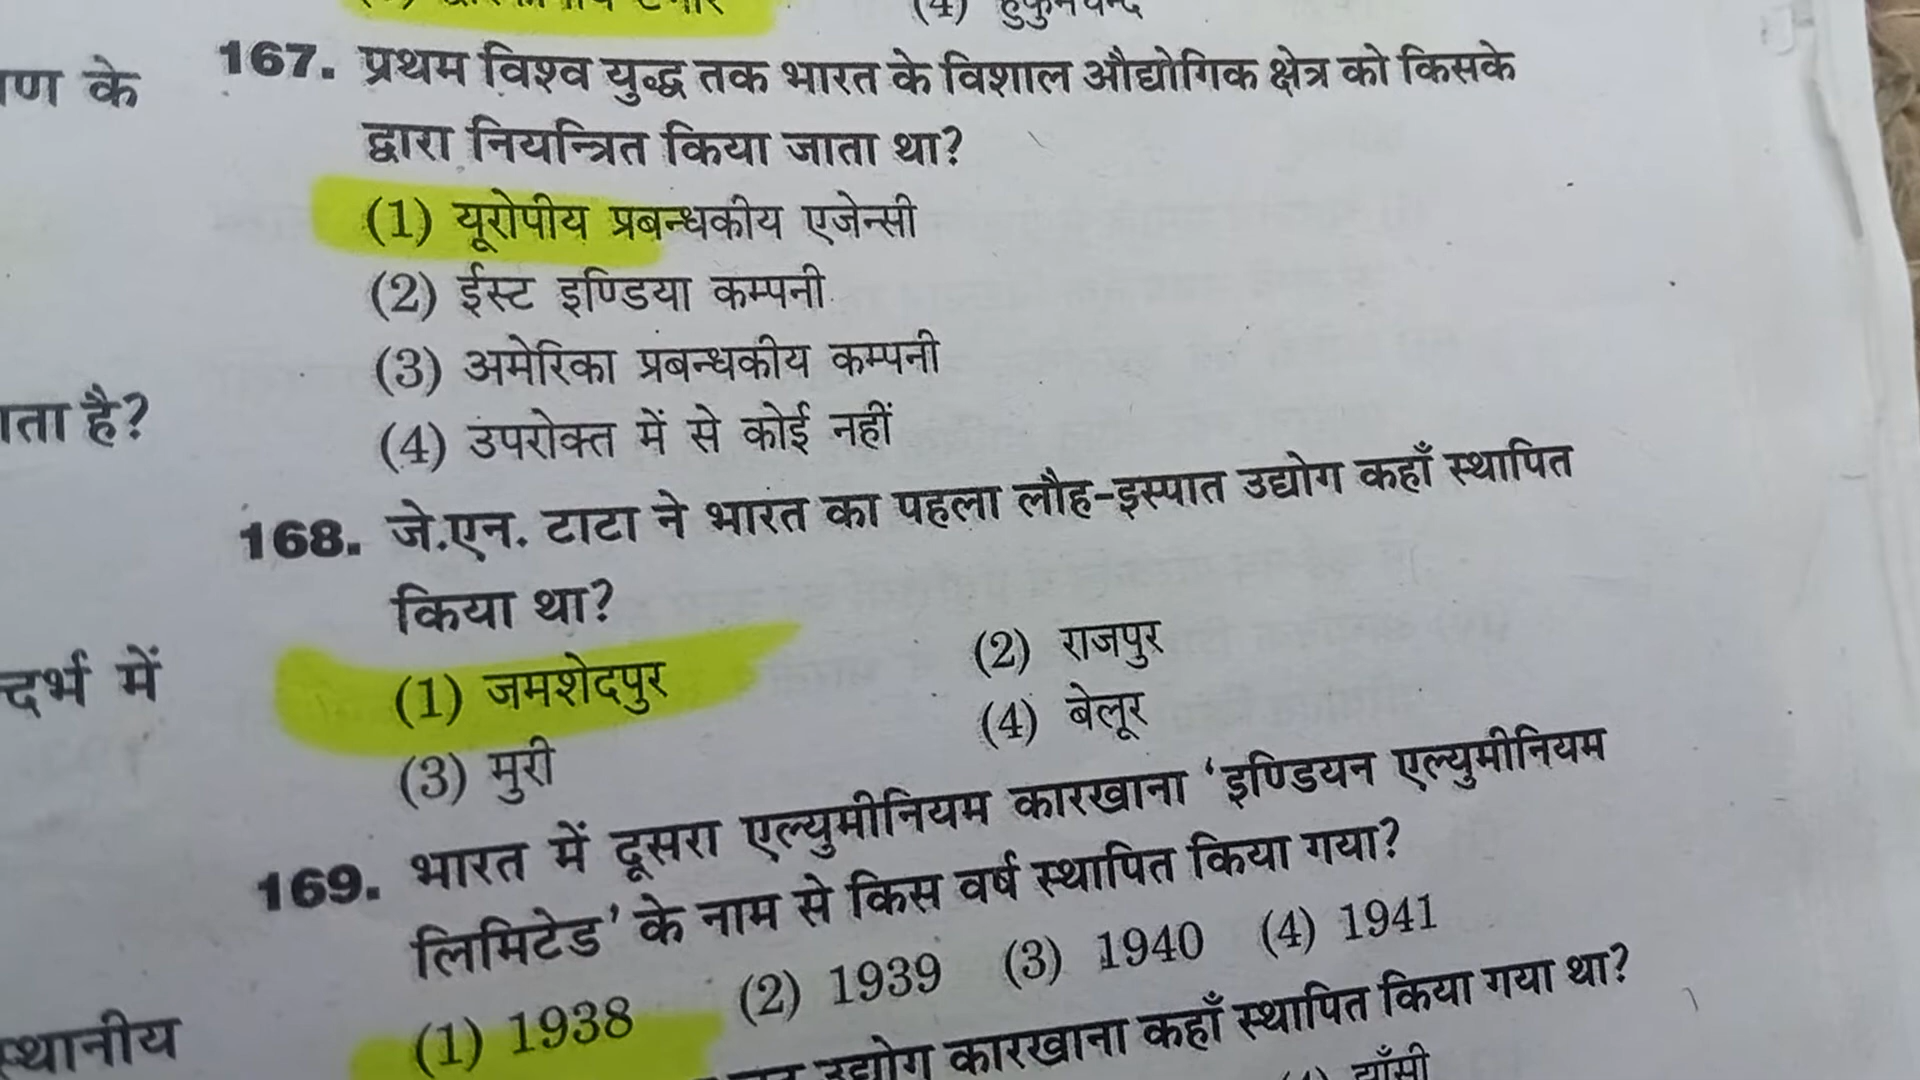 (4) हुकुमचन्द
167. प्रथम विश्व युद्ध तक भारत के विशाल औद्योगिक क्षेत्र को किसके
द्वारा नियन्त्रित किया जाता था?
(1) यूरोपीय प्रबन्धकीय एजेन्सी
(2) ईस्ट इण्डिया कम्पनी
(3) अमेरिका प्रबन्धकीय कम्पनी
(4) उपरोक्त में से कोई नहीं
168. जे.एन. टाटा ने भारत का पहला लौह-इस्पात उद्योग कहाँ स्थापित
किया था?
(1) जमशेदपुर (2) राजपुर
(3) मुरी (4) बेलूर
169. भारत में दूसरा एल्युमीनियम कारखाना 'इण्डियन एल्युमीनियम
लिमिटेड' के नाम से किस वर्ष स्थापित किया गया?
(1) 1938 (2) 1939 (3) 1940 (4) 1941
उद्योग कारखाना कहाँ स्थापित किया गया था?
झाँसी
के
है?
में
स्थानीय